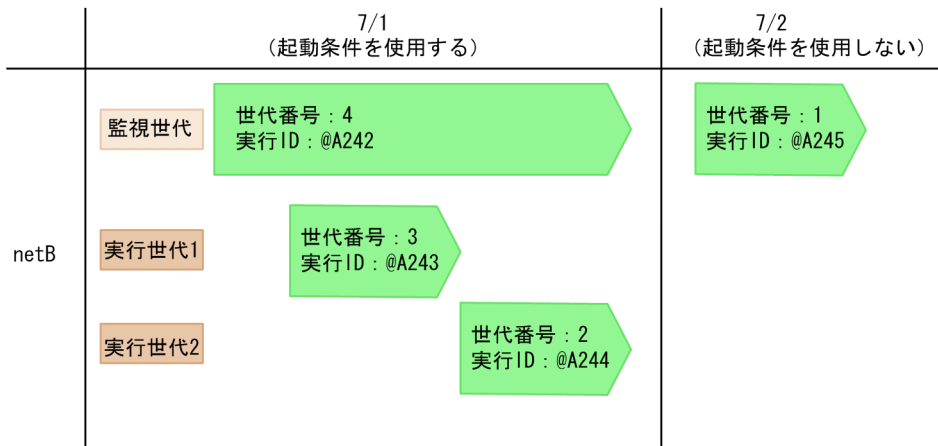 7/1
(起動条件を使用する)
7/2
(起動条件を使用しない)
netB
監視世代
世代番号：4
実行ID：@A242
世代番号：1
実行ID：@A245
実行世代1
世代番号：3
実行ID：@A243
実行世代2
世代番号：2
実行ID：@A244